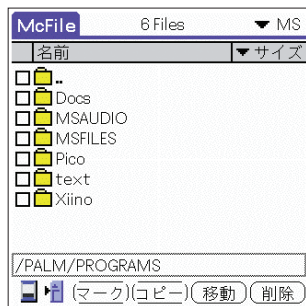 McFile 6 Files MS
名前 サイズ
..
Docs
MSAUDIO
MSFILES
Pico
text
Xiino
/PALM/PROGRAMS
マーク コピー 移動 削除